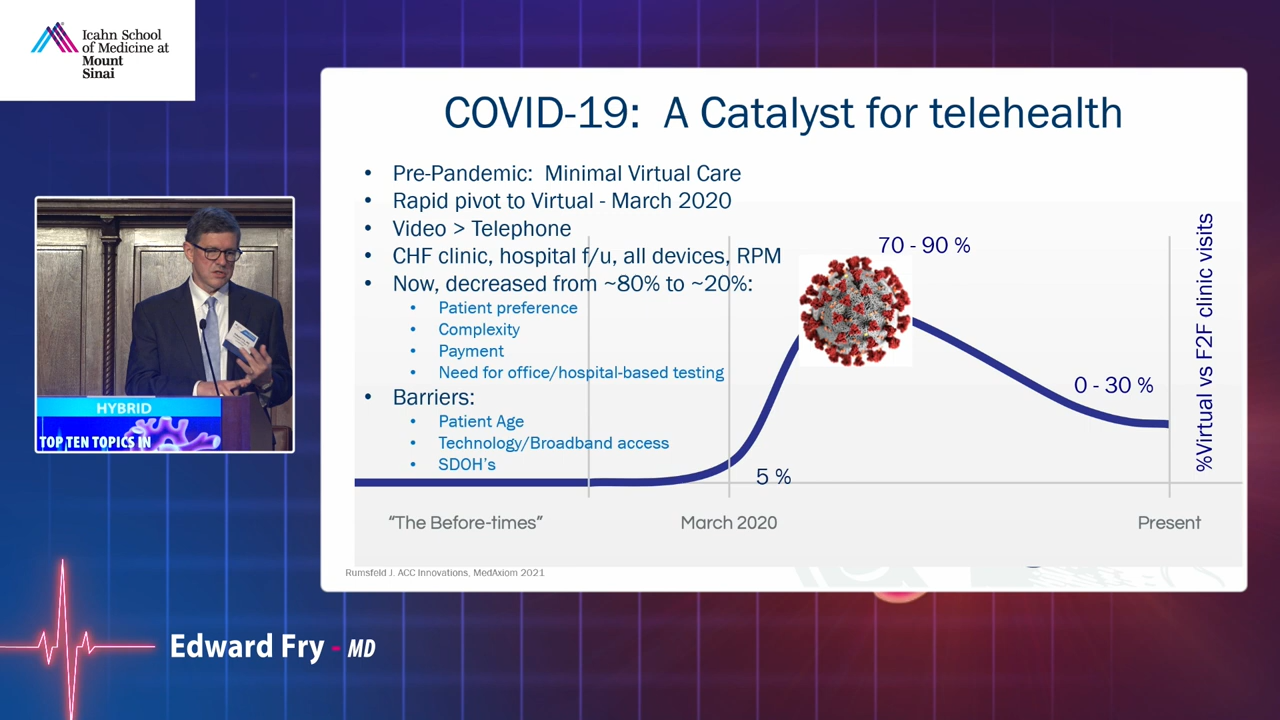 Icahn School
of Medicine at
Mount
Sinai
COVID-19: A Catalyst for telehealth
• Pre-Pandemic: Minimal Virtual Care
• Rapid pivot to Virtual - March 2020
• Video > Telephone
• CHF clinic, hospital f/u, all devices, RPM
• Now, decreased from ~80% to ~20%:
• Patient preference
• Complexity
• Payment
• Need for office/hospital-based testing
• Barriers:
• Patient Age
• Technology/Broadband access
• SDOH's
70 - 90 %
0 - 30 %
5 %
%Virtual vs F2F clinic visits
“The Before-times”
March 2020
Present
Rumsfeld J. ACC Innovations, MedAxiom 2021
HYBRID
TOP TEN TOPICS IN
Edward Fry - MD